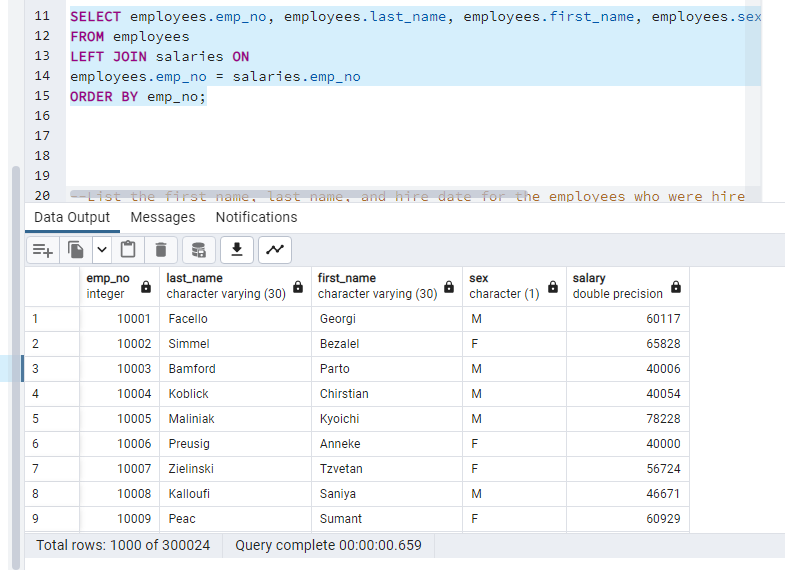 11 SELECT employees.emp_no, employees.last_name, employees.first_name, employees.sex
12 FROM employees
13 LEFT JOIN salaries ON
14 employees.emp_no = salaries.emp_no
15 ORDER BY emp_no;
16
17
18
19
20 --List the first name, last name, and hire date for the employees who were hire
Data Output Messages Notifications
emp_no last_name first_name sex salary
integer character varying (30) character varying (30) character (1) double precision
1 10001 Facello Georgi M 60117
2 10002 Simmel Bezalel F 65828
3 10003 Bamford Parto M 40006
4 10004 Koblick Chirstian M 40054
5 10005 Maliniak Kyoichi M 78228
6 10006 Preusig Anneke F 40000
7 10007 Zielinski Tzvetan F 56724
8 10008 Kalloufi Saniya M 46671
9 10009 Peac Sumant F 60929
Total rows: 1000 of 300024 Query complete 00:00:00.659